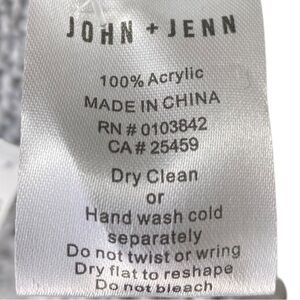 JOHN + JENN
100% Acrylic
MADE IN CHINA
RN # 0103842
CA # 25459
Dry Clean
or
Hand wash cold
separately
Do not twist or wring
Dry flat to reshape
Do not bleach